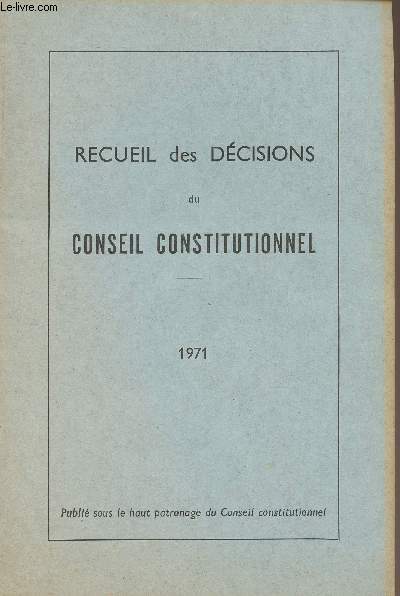 Le-livre.com
RECUEIL des DÉCISIONS
du
CONSEIL CONSTITUTIONNEL
1971
Publié sous le haut patronage du Conseil constitutionnel